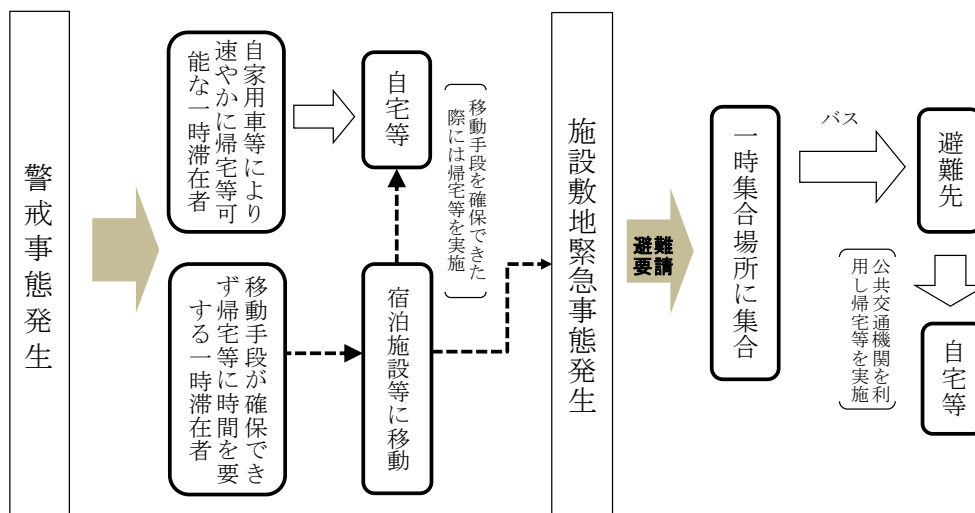 警戒事態発生
自家用車等により
速やかに帰宅等可
能な一時滞在者
自宅等
移動手段を確保できた
際には帰宅等を実施
移動手段が確保でき
ず帰宅等に時間を要
する一時滞在者
宿泊施設等に移動
施設敷地緊急事態発生
避難
要請
一時集合場所に集合
バス
避難先
公共交通機関を利
用し帰宅等を実施
自宅等